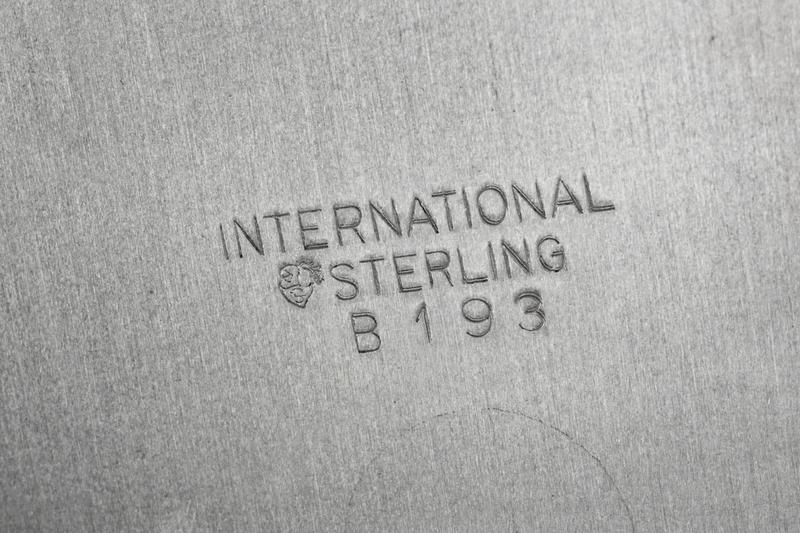 INTERNATIONAL
STERLING
B 193